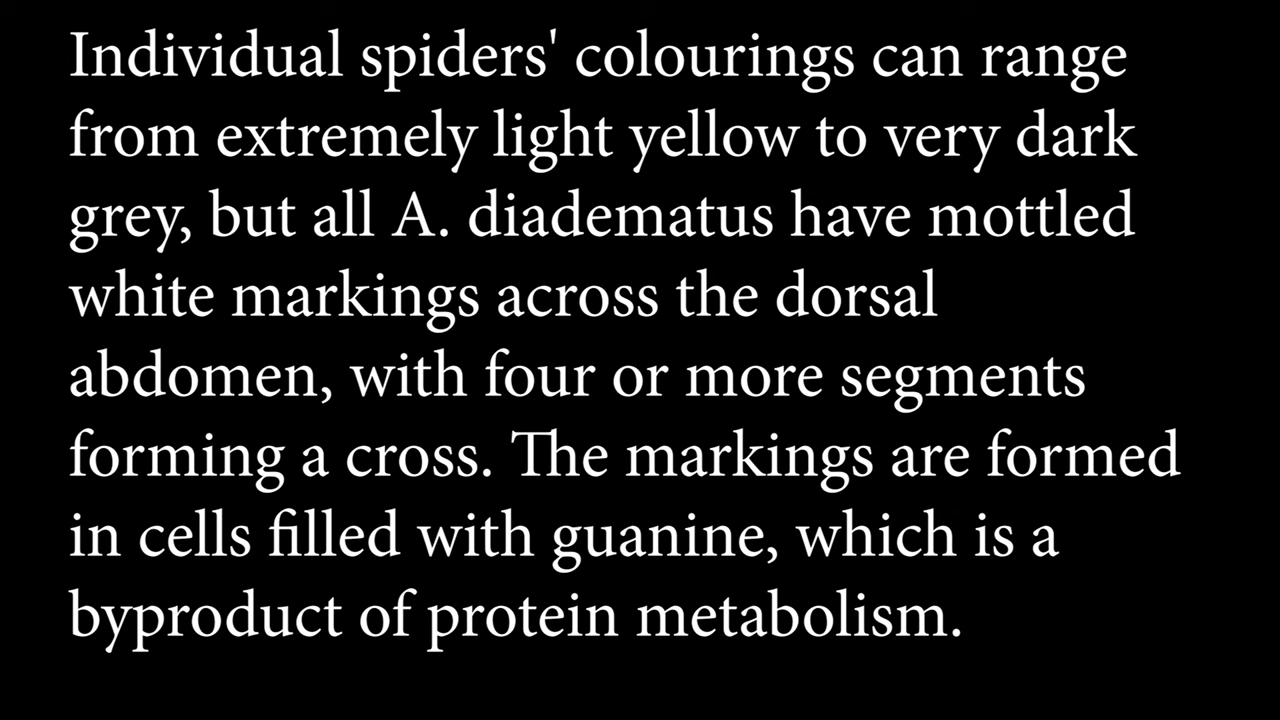 Individual spiders' colourings can range
from extremely light yellow to very dark
grey, but all A. diadematus have mottled
white markings across the dorsal
abdomen, with four or more segments
forming a cross. The markings are formed
in cells filled with guanine, which is a
byproduct of protein metabolism.